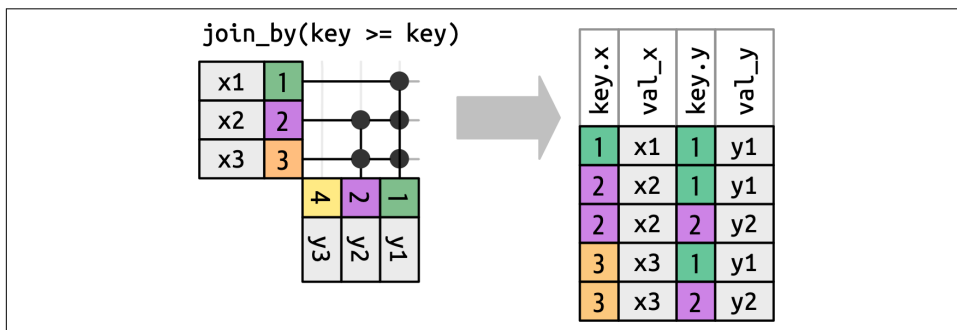 join_by(key >= key)
x1 1
x2 2
x3 3
4 2 1
y3 y2 y1
key.x val_x key.y val_y
1 x1 1 y1
2 x2 1 y1
2 x2 2 y2
3 x3 1 y1
3 x3 2 y2